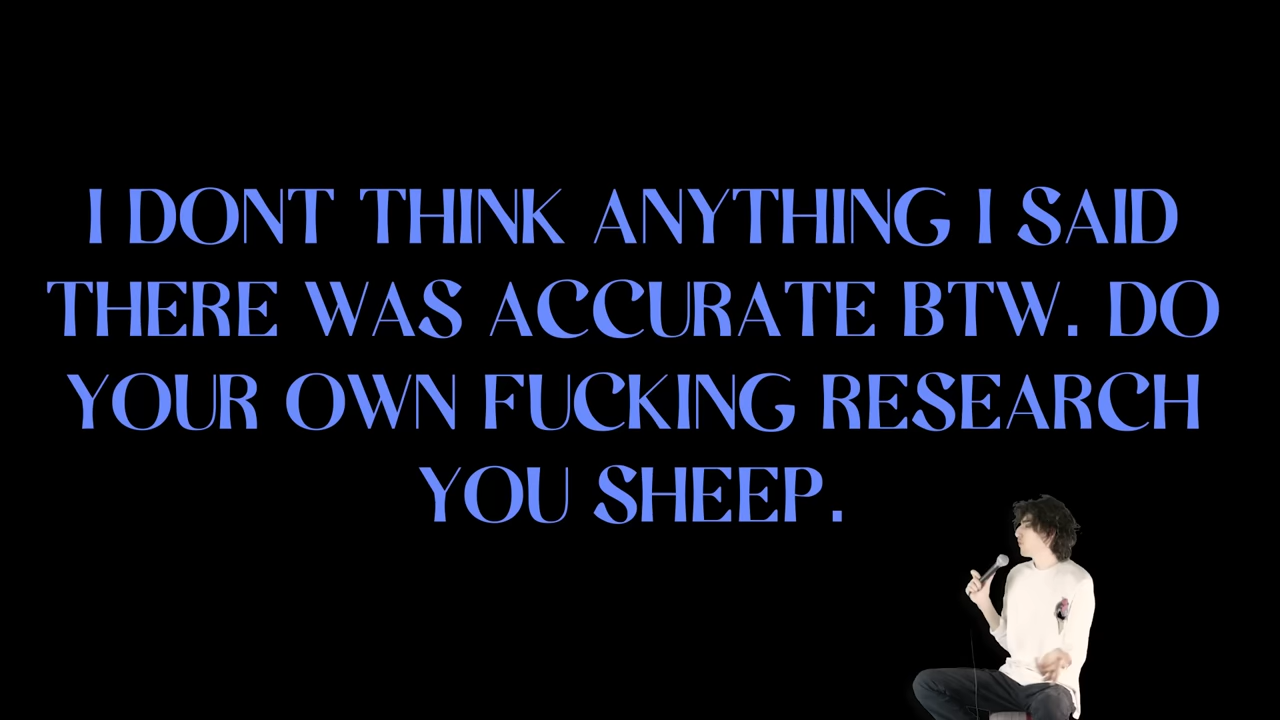 I DONT THINK ANYTHING I SAID
THERE WAS ACCURATE BTW. DO
YOUR OWN FUCKING RESEARCH
YOU SHEEP.